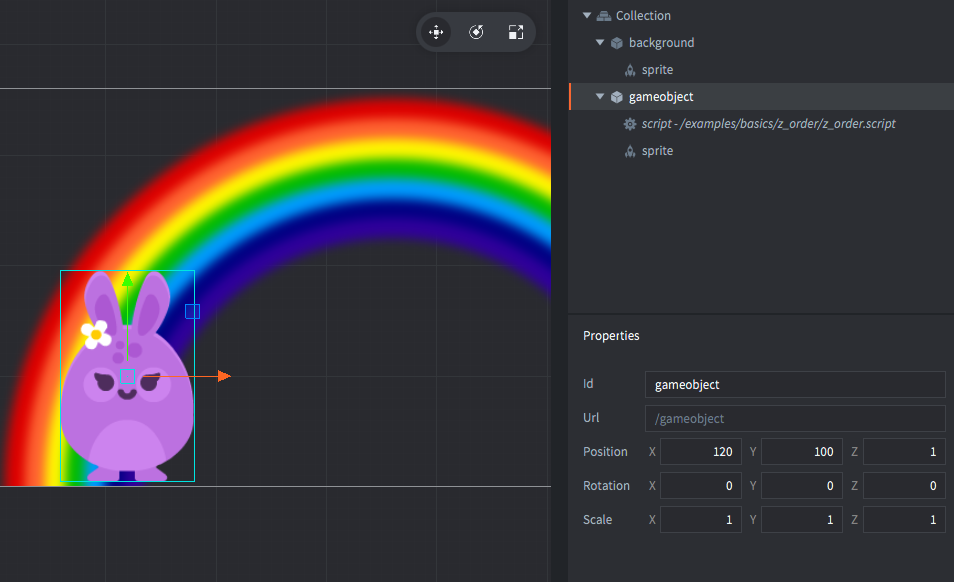 Collection
background
sprite
gameobject
script - /examples/basics/z_order/z_order.script
sprite
Properties
Id gameobject
Url /gameobject
Position X 120 Y 100 Z 1
Rotation X 0 Y 0 Z 0
Scale X 1 Y 1 Z 1